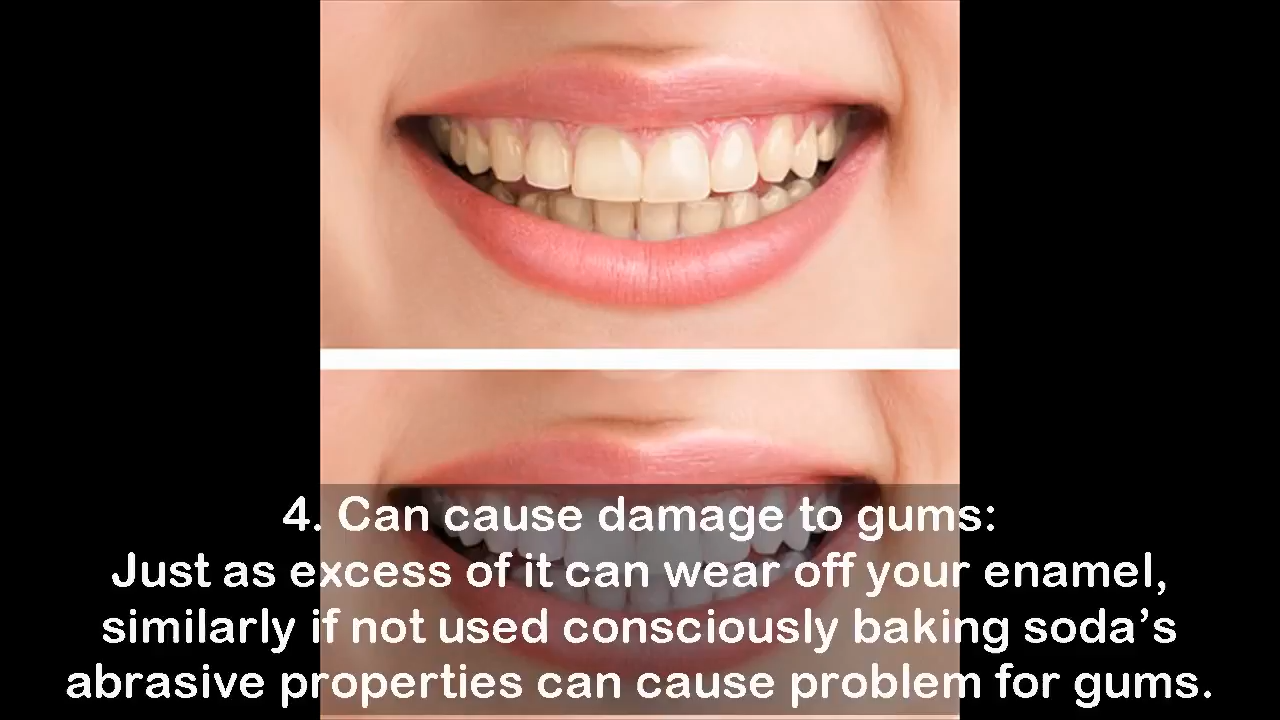 4. Can cause damage to gums:
Just as excess of it can wear off your enamel,
similarly if not used consciously baking soda’s
abrasive properties can cause problem for gums.